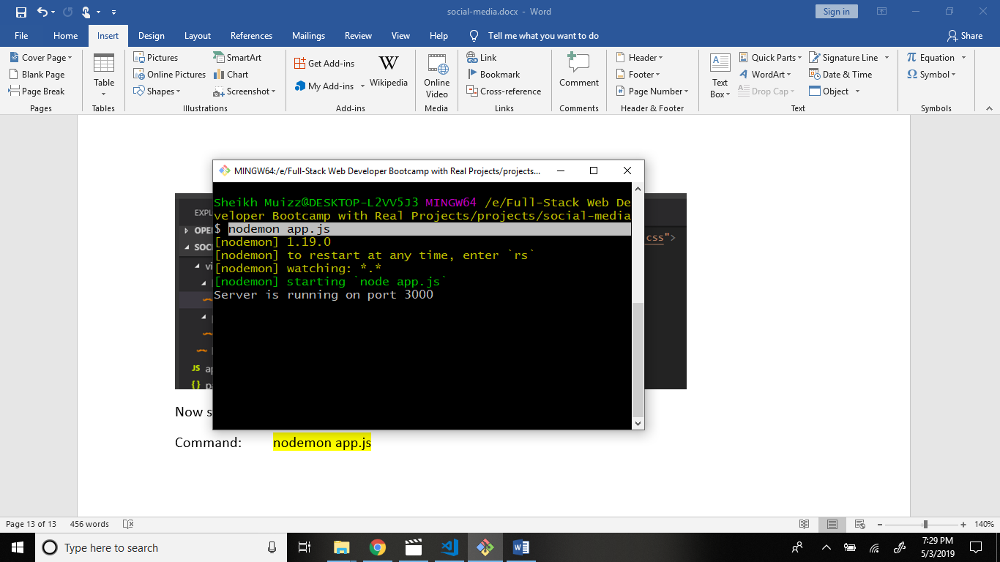 social-media.docx - Word
Sign in
File Home Insert Design Layout References Mailings Review View Help Tell me what you want to do Share
Cover Page
Blank Page
Page Break
Pages
Table
Tables
Pictures
Online Pictures
Shapes
SmartArt
Chart
Screenshot
Illustrations
Get Add-ins
My Add-ins
W
Wikipedia
Add-ins
Online
Video
Media
Link
Bookmark
Cross-reference
Links
Comment
Comments
Header
Footer
Page Number
Header & Footer
Text
Box
Quick Parts
WordArt
Drop Cap
Signature Line
Date & Time
Object
Text
Equation
Symbol
Symbols
MINGW64:/e/Full-Stack Web Developer Bootcamp with Real Projects/projects...
Sheikh Muizz@DESKTOP-L2VV5J3 MINGW64 /e/Full-Stack Web De
veloper Bootcamp with Real Projects/projects/social-media
$ nodemon app.js
[nodemon] 1.19.0
[nodemon] to restart at any time, enter `rs`
[nodemon] watching: *.*
[nodemon] starting `node app.js`
Server is running on port 3000
EXPL
OPE
SOC
vi
JS ap
{} pa
css">
Now s
Command: nodemon app.js
Page 13 of 13 456 words
140%
Type here to search
7:29 PM
5/3/2019